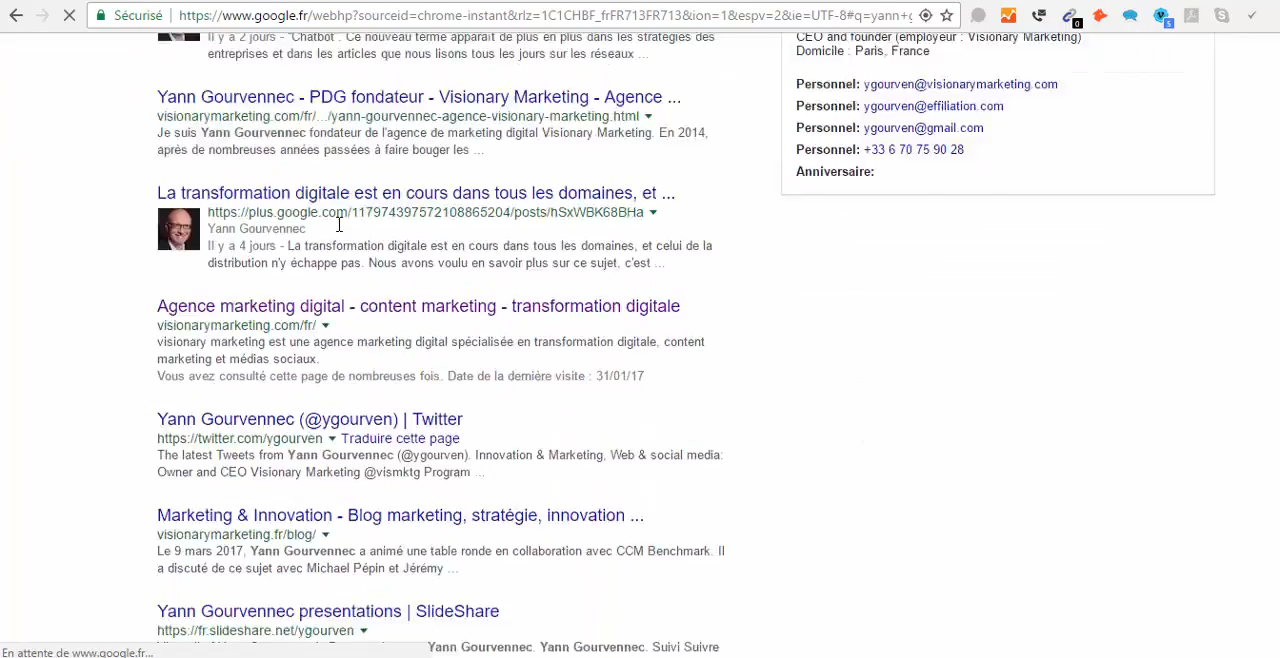 Sécurisé https://www.google.fr/webhp?sourceid=chrome-instant&rlz=1C1CHBF_frFR713FR713&ion=1&espv=2&ie=UTF-8#q=yann+g
0
5
Il y a 2 jours - "Chatbot". Ce nouveau terme apparaît de plus en plus dans les stratégies des
entreprises et dans les articles que nous lisons tous les jours sur les réseaux ...
Yann Gourvennec - PDG fondateur - Visionary Marketing - Agence ...
visionarymarketing.com/fr/.../yann-gourvennec-agence-visionary-marketing.html
Je suis Yann Gourvennec fondateur de l'agence de marketing digital Visionary Marketing. En 2014,
après de nombreuses années passées à faire bouger les ...
La transformation digitale est en cours dans tous les domaines, et ...
https://plus.google.com/117974397572108865204/posts/hSxWBK68BHa
Yann Gourvennec
Il y a 4 jours - La transformation digitale est en cours dans tous les domaines, et celui de la
distribution n'y échappe pas. Nous avons voulu en savoir plus sur ce sujet, c'est ...
Agence marketing digital - content marketing - transformation digitale
visionarymarketing.com/fr/
visionary marketing est une agence marketing digital spécialisée en transformation digitale, content
marketing et médias sociaux.
Vous avez consulté cette page de nombreuses fois. Date de la dernière visite : 31/01/17
Yann Gourvennec (@ygourven) | Twitter
https://twitter.com/ygourven Traduire cette page
The latest Tweets from Yann Gourvennec (@ygourven). Innovation & Marketing, Web & social media:
Owner and CEO Visionary Marketing @vismktg Program ...
Marketing & Innovation - Blog marketing, stratégie, innovation ...
visionarymarketing.fr/blog/
Le 9 mars 2017, Yann Gourvennec a animé une table ronde en collaboration avec CCM Benchmark. Il
a discuté de ce sujet avec Michael Pépin et Jérémy ...
Yann Gourvennec presentations | SlideShare
https://fr.slideshare.net/ygourven
Yann Gourvennec. Yann Gourvennec. Suivi Suivre
CEO and founder (employeur : Visionary Marketing)
Domicile : Paris, France
Personnel: ygourven@visionarymarketing.com
Personnel: ygourven@effiliation.com
Personnel: ygourven@gmail.com
Personnel: +33 6 70 75 90 28
Anniversaire:
En attente de www.google.fr...